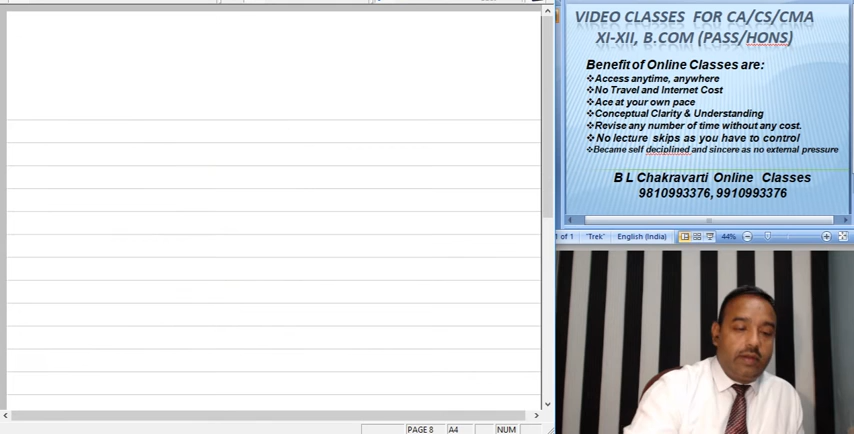 VIDEO CLASSES FOR CA/CS/CMA
XI-XII, B.COM (PASS/HONS)
Benefit of Online Classes are:
❖Access anytime, anywhere
❖No Travel and Internet Cost
❖Ace at your own pace
❖Conceptual Clarity & Understanding
❖Revise any number of time without any cost.
❖No lecture skips as you have to control
❖Became self deciplined and sincere as no external pressure
B L Chakravarti Online Classes
9810993376, 9910993376
1 of 1 "Trek" English (India) 44%
PAGE 8 A4 NUM